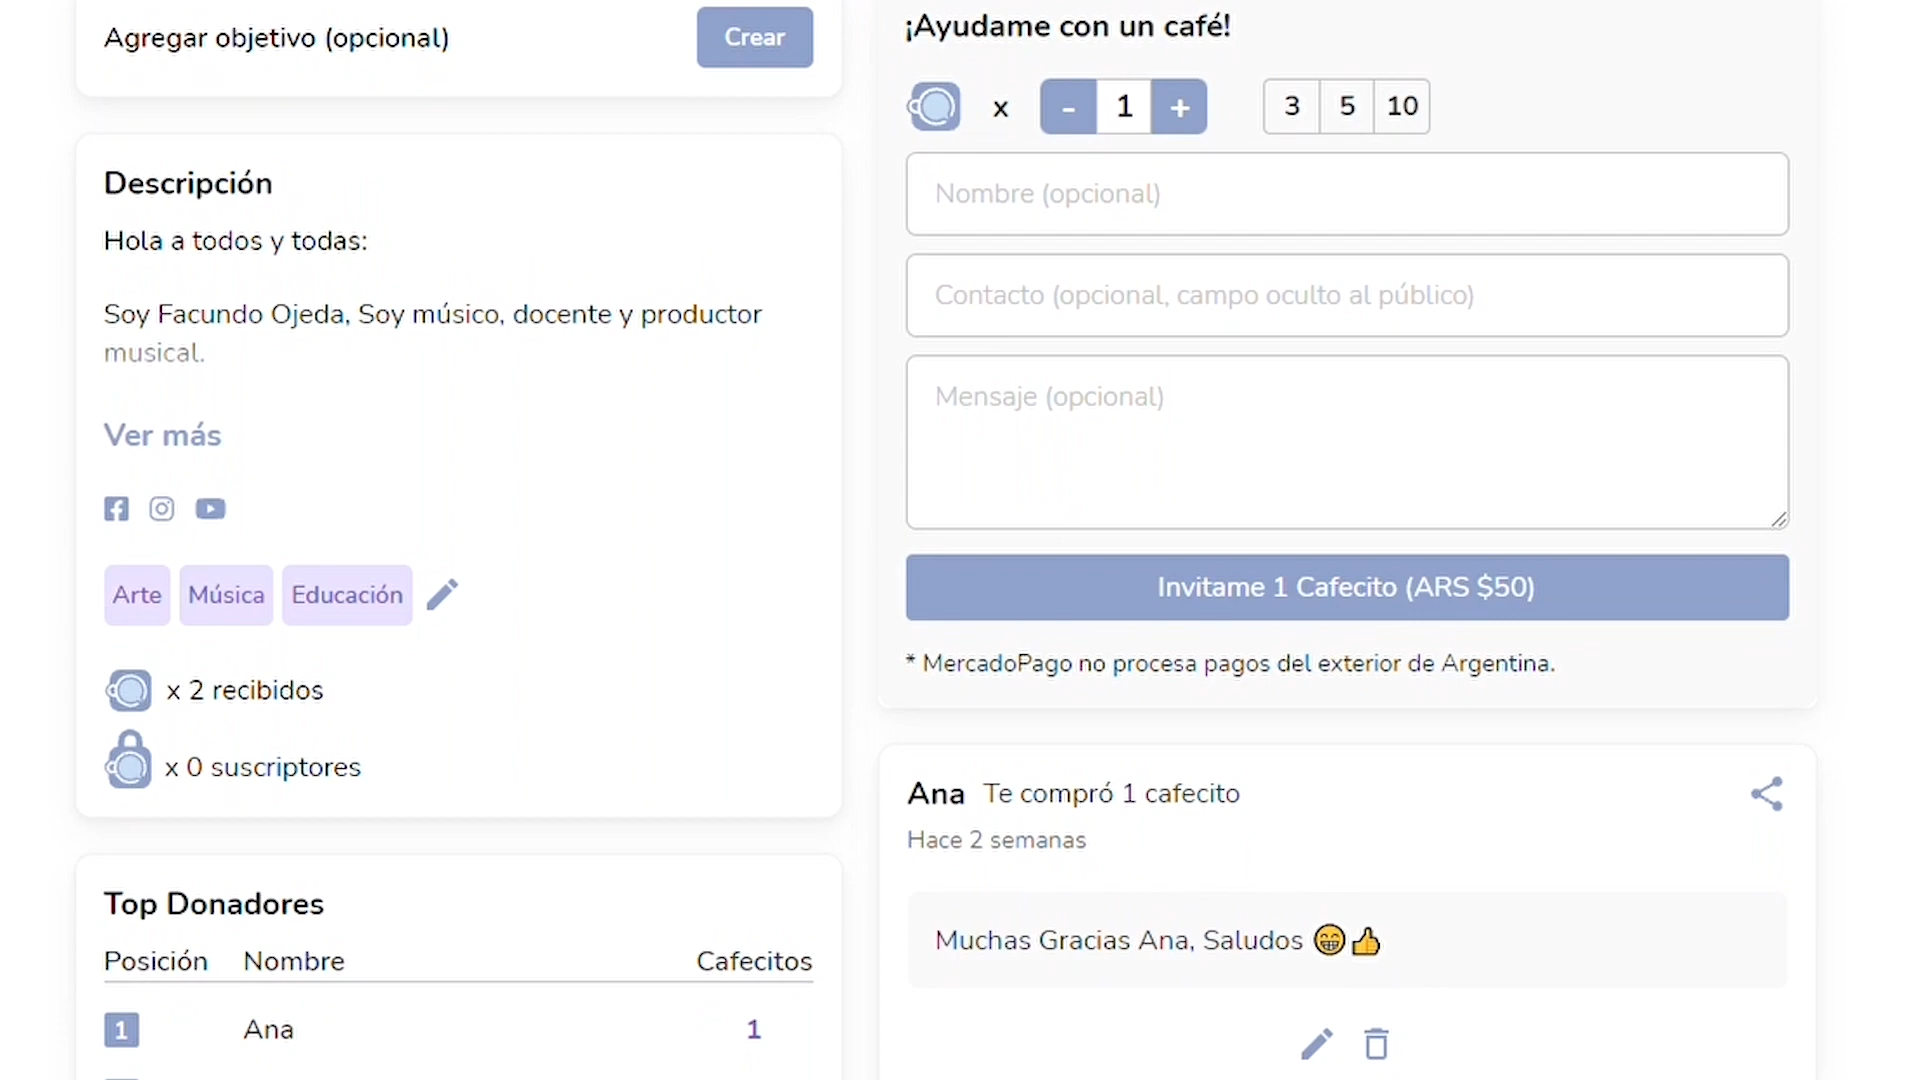 Agregar objetivo (opcional)
Crear
Descripción
Hola a todos y todas:
Soy Facundo Ojeda, Soy músico, docente y productor
musical.
Ver más
Arte Música Educación
x 2 recibidos
x 0 suscriptores
Top Donadores
Posición Nombre Cafecitos
1 Ana 1
¡Ayudame con un café!
x - 1 + 3 5 10
Nombre (opcional)
Contacto (opcional, campo oculto al público)
Mensaje (opcional)
Invitame 1 Cafecito (ARS $50)
* MercadoPago no procesa pagos del exterior de Argentina.
Ana Te compró 1 cafecito
Hace 2 semanas
Muchas Gracias Ana, Saludos 😁👍